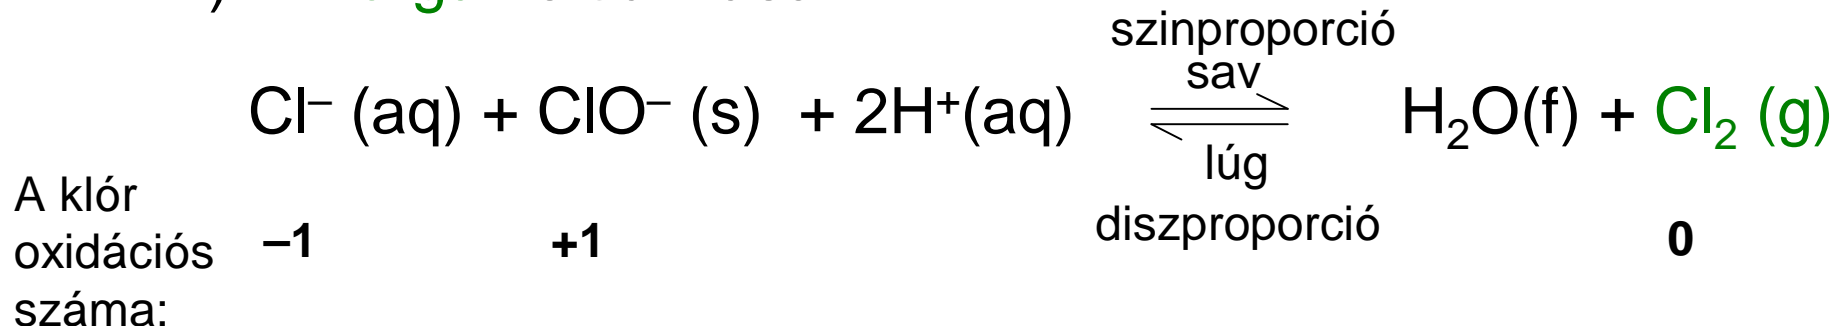 szinproporció
sav
Cl⁻ (aq) + ClO⁻ (s) + 2H⁺(aq) ⇌ H₂O(f) + Cl₂ (g)
lúg
diszproporció
A klór
oxidációs
száma:
–1 +1 0